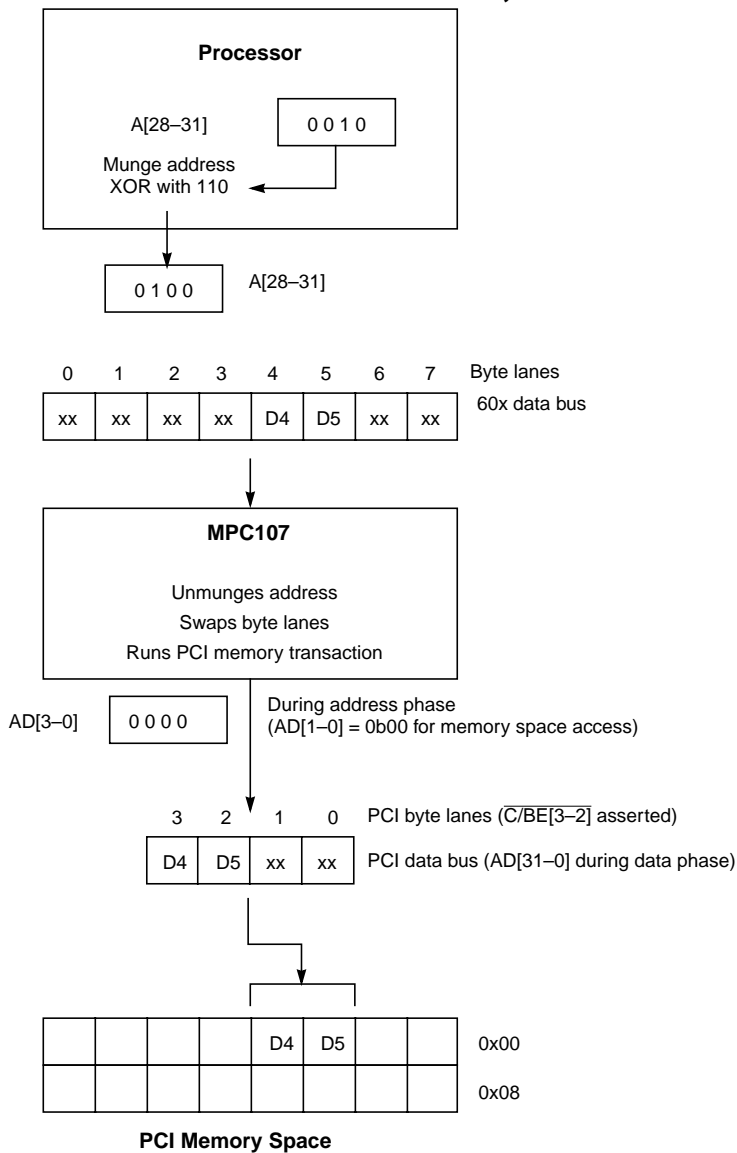 Processor
A[28–31]
0 0 1 0
Munge address
XOR with 110
0 1 0 0
A[28–31]
0 1 2 3 4 5 6 7 Byte lanes
xx xx xx xx D4 D5 xx xx 60x data bus
MPC107
Unmunges address
Swaps byte lanes
Runs PCI memory transaction
AD[3–0]
0 0 0 0
During address phase
(AD[1–0] = 0b00 for memory space access)
3 2 1 0 PCI byte lanes (C/BE[3–2] asserted)
D4 D5 xx xx PCI data bus (AD[31–0] during data phase)
D4 D5 0x00
0x08
PCI Memory Space